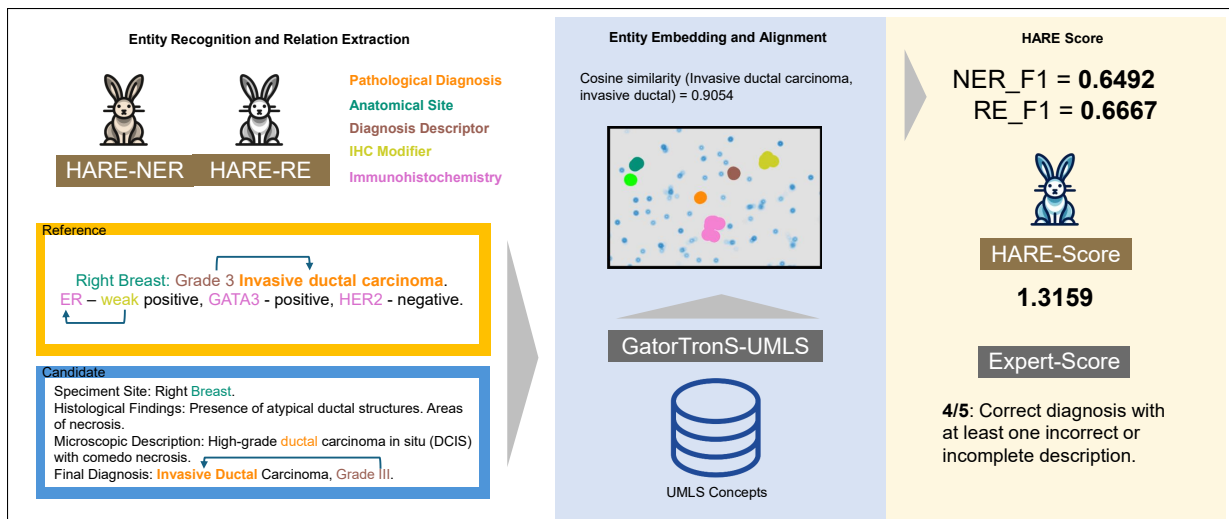 Entity Recognition and Relation Extraction
HARE-NER
HARE-RE
Pathological Diagnosis
Anatomical Site
Diagnosis Descriptor
IHC Modifier
Immunohistochemistry
Reference
Right Breast: Grade 3 Invasive ductal carcinoma.
ER – weak positive, GATA3 - positive, HER2 - negative.
Candidate
Speciment Site: Right Breast.
Histological Findings: Presence of atypical ductal structures. Areas
of necrosis.
Microscopic Description: High-grade ductal carcinoma in situ (DCIS)
with comedo necrosis.
Final Diagnosis: Invasive Ductal Carcinoma, Grade III.
Entity Embedding and Alignment
Cosine similarity (Invasive ductal carcinoma,
invasive ductal) = 0.9054
GatorTronS-UMLS
UMLS Concepts
HARE Score
NER_F1 = 0.6492
RE_F1 = 0.6667
HARE-Score
1.3159
Expert-Score
4/5: Correct diagnosis with
at least one incorrect or
incomplete description.